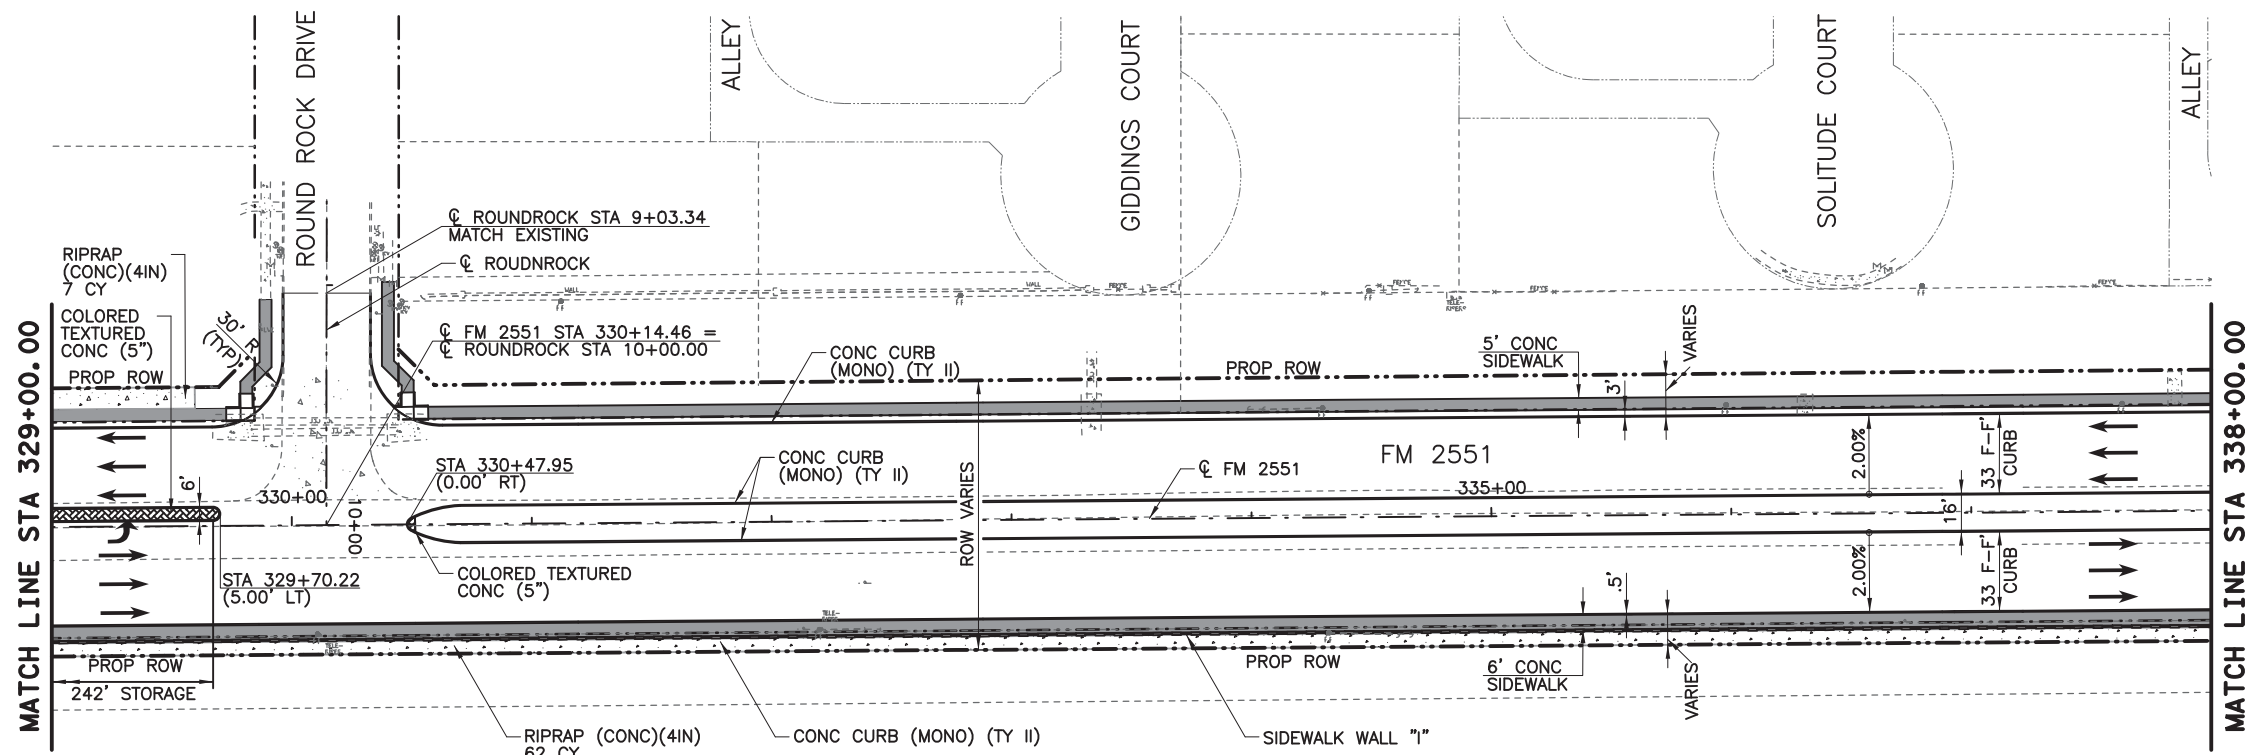 ROUND ROCK DRIVE
ALLEY
GIDDINGS COURT
SOLITUDE COURT
ALLEY
℄ ROUNDROCK STA 9+03.34
MATCH EXISTING
℄ ROUDNROCK
RIPRAP
(CONC)(4IN)
7 CY
COLORED
TEXTURED
CONC (5")
30' R
(TYP)
PROP ROW
℄ FM 2551 STA 330+14.46 =
℄ ROUNDROCK STA 10+00.00
CONC CURB
(MONO) (TY II)
WALL
WALL
TELE-
PROP ROW
5' CONC
SIDEWALK
3'
VARIES
MATCH LINE STA 329+00.00
MATCH LINE STA 338+00.00
6'
330+00
10+00
STA 330+47.95
(0.00' RT)
CONC CURB
(MONO) (TY II)
ROW VARIES
℄ FM 2551
FM 2551
335+00
2.00%
33 F-F'
CURB
16'
2.00%
33 F-F'
CURB
STA 329+70.22
(5.00' LT)
COLORED TEXTURED
CONC (5")
TELE-
TELE-
.5'
PROP ROW
242' STORAGE
PROP ROW
6' CONC
SIDEWALK
VARIES
RIPRAP (CONC)(4IN)
62 CY
CONC CURB (MONO) (TY II)
SIDEWALK WALL "I"